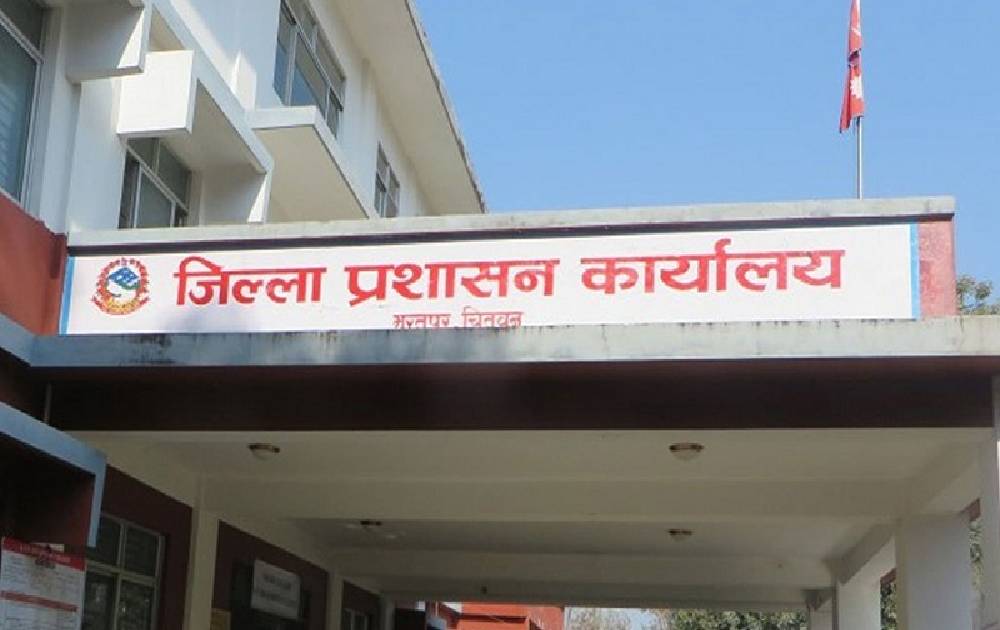 जिल्ला प्रशासन कार्यालय
भरतपुर, चितवन